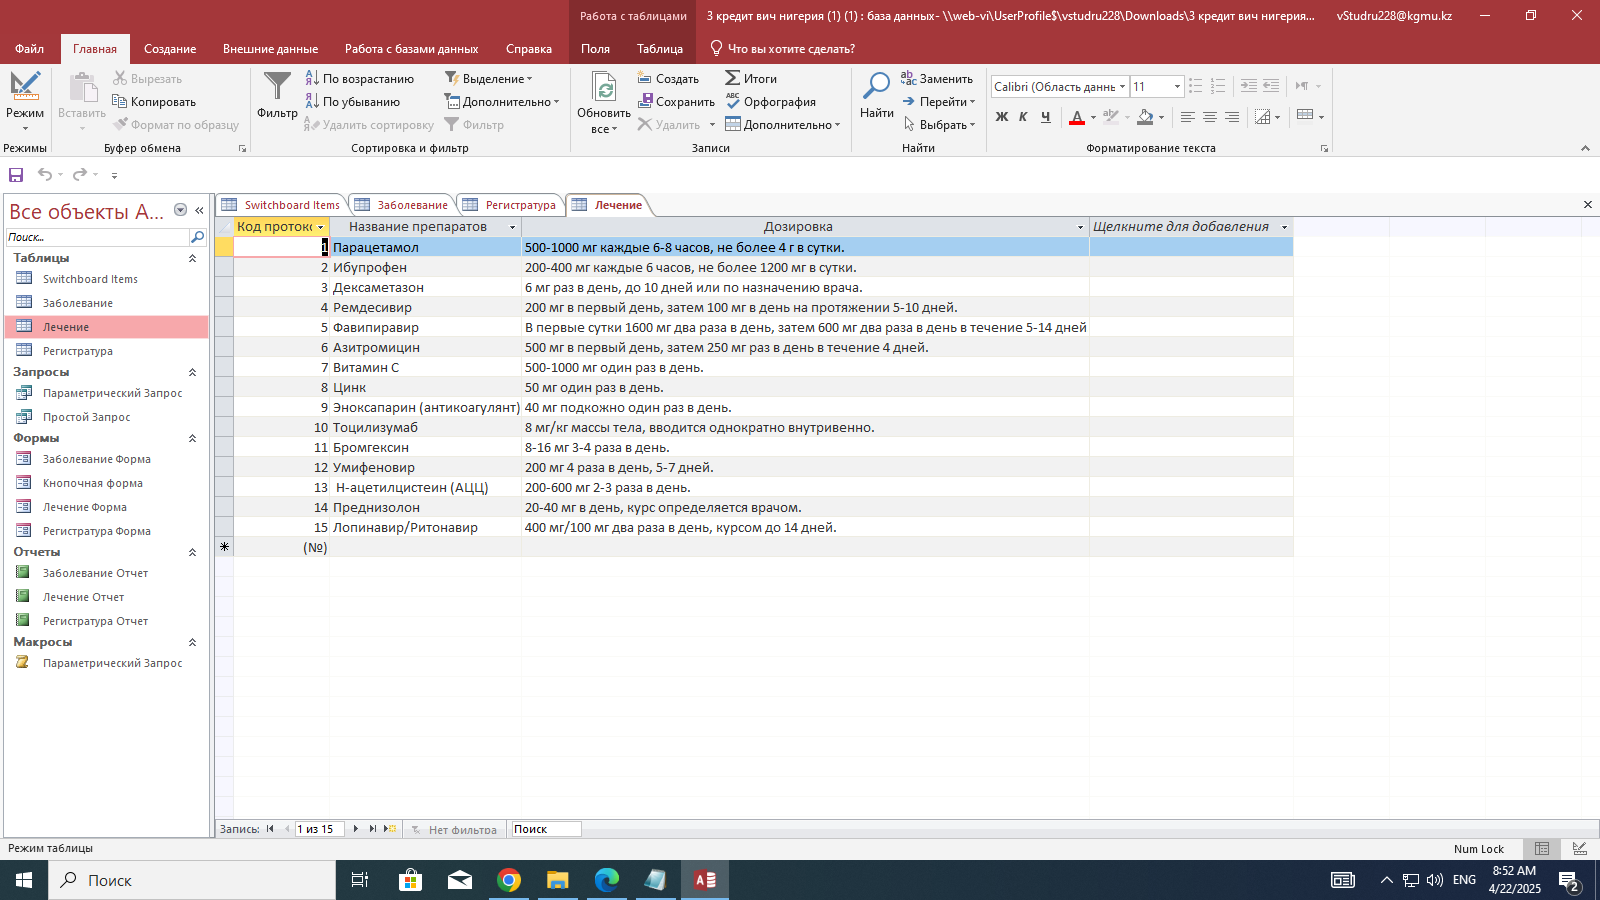 Работа с таблицами
3 кредит вич нигерия (1) (1) : база данных- \\web-vi\UserProfile$\vstudru228\Downloads\3 кредит вич нигерия...
vStudru228@kgmu.kz
Файл
Главная
Создание
Внешние данные
Работа с базами данных
Справка
Поля
Таблица
Что вы хотите сделать?
Режим
Режимы
Вставить
Вырезать
Копировать
Формат по образцу
Буфер обмена
Фильтр
По возрастанию
По убыванию
Удалить сортировку
Выделение
Дополнительно
Фильтр
Сортировка и фильтр
Обновить
все
Создать
Сохранить
Удалить
Итоги
Орфография
Дополнительно
Записи
Найти
Заменить
Перейти
Выбрать
Найти
Calibri (Область данн
11
Ж К Ч
Форматирование текста
Все объекты A...
Поиск...
Таблицы
Switchboard Items
Заболевание
Лечение
Регистратура
Запросы
Параметрический Запрос
Простой Запрос
Формы
Заболевание Форма
Кнопочная форма
Лечение Форма
Регистратура Форма
Отчеты
Заболевание Отчет
Лечение Отчет
Регистратура Отчет
Макросы
Параметрический Запрос
Switchboard Items
Заболевание
Регистратура
Лечение
Код проток Название препаратов Дозировка Щелкните для добавления
1 Парацетамол 500-1000 мг каждые 6-8 часов, не более 4 г в сутки.
2 Ибупрофен 200-400 мг каждые 6 часов, не более 1200 мг в сутки.
3 Дексаметазон 6 мг раз в день, до 10 дней или по назначению врача.
4 Ремдесивир 200 мг в первый день, затем 100 мг в день на протяжении 5-10 дней.
5 Фавипиравир В первые сутки 1600 мг два раза в день, затем 600 мг два раза в день в течение 5-14 дней
6 Азитромицин 500 мг в первый день, затем 250 мг раз в день в течение 4 дней.
7 Витамин С 500-1000 мг один раз в день.
8 Цинк 50 мг один раз в день.
9 Эноксапарин (антикоагулянт) 40 мг подкожно один раз в день.
10 Тоцилизумаб 8 мг/кг массы тела, вводится однократно внутривенно.
11 Бромгексин 8-16 мг 3-4 раза в день.
12 Умифеновир 200 мг 4 раза в день, 5-7 дней.
13 Н-ацетилцистеин (АЦЦ) 200-600 мг 2-3 раза в день.
14 Преднизолон 20-40 мг в день, курс определяется врачом.
15 Лопинавир/Ритонавир 400 мг/100 мг два раза в день, курсом до 14 дней.
(№)
Запись: 1 из 15 Нет фильтра Поиск
Режим таблицы
Num Lock
Поиск
ENG
8:52 AM
4/22/2025
2